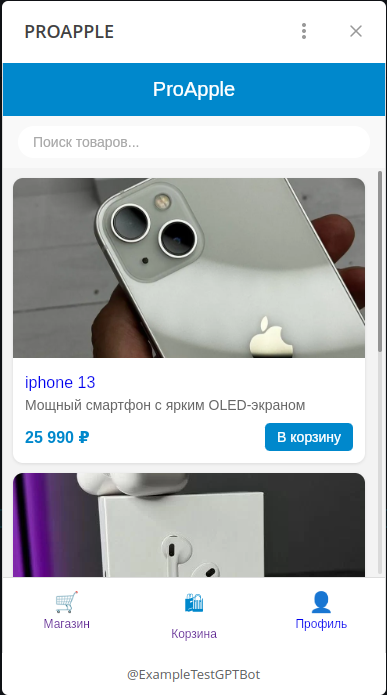 PROAPPLE
ProApple
Поиск товаров...
iphone 13
Мощный смартфон с ярким OLED-экраном
25 990 ₽
В корзину
Магазин
Корзина
Профиль
@ExampleTestGPTBot